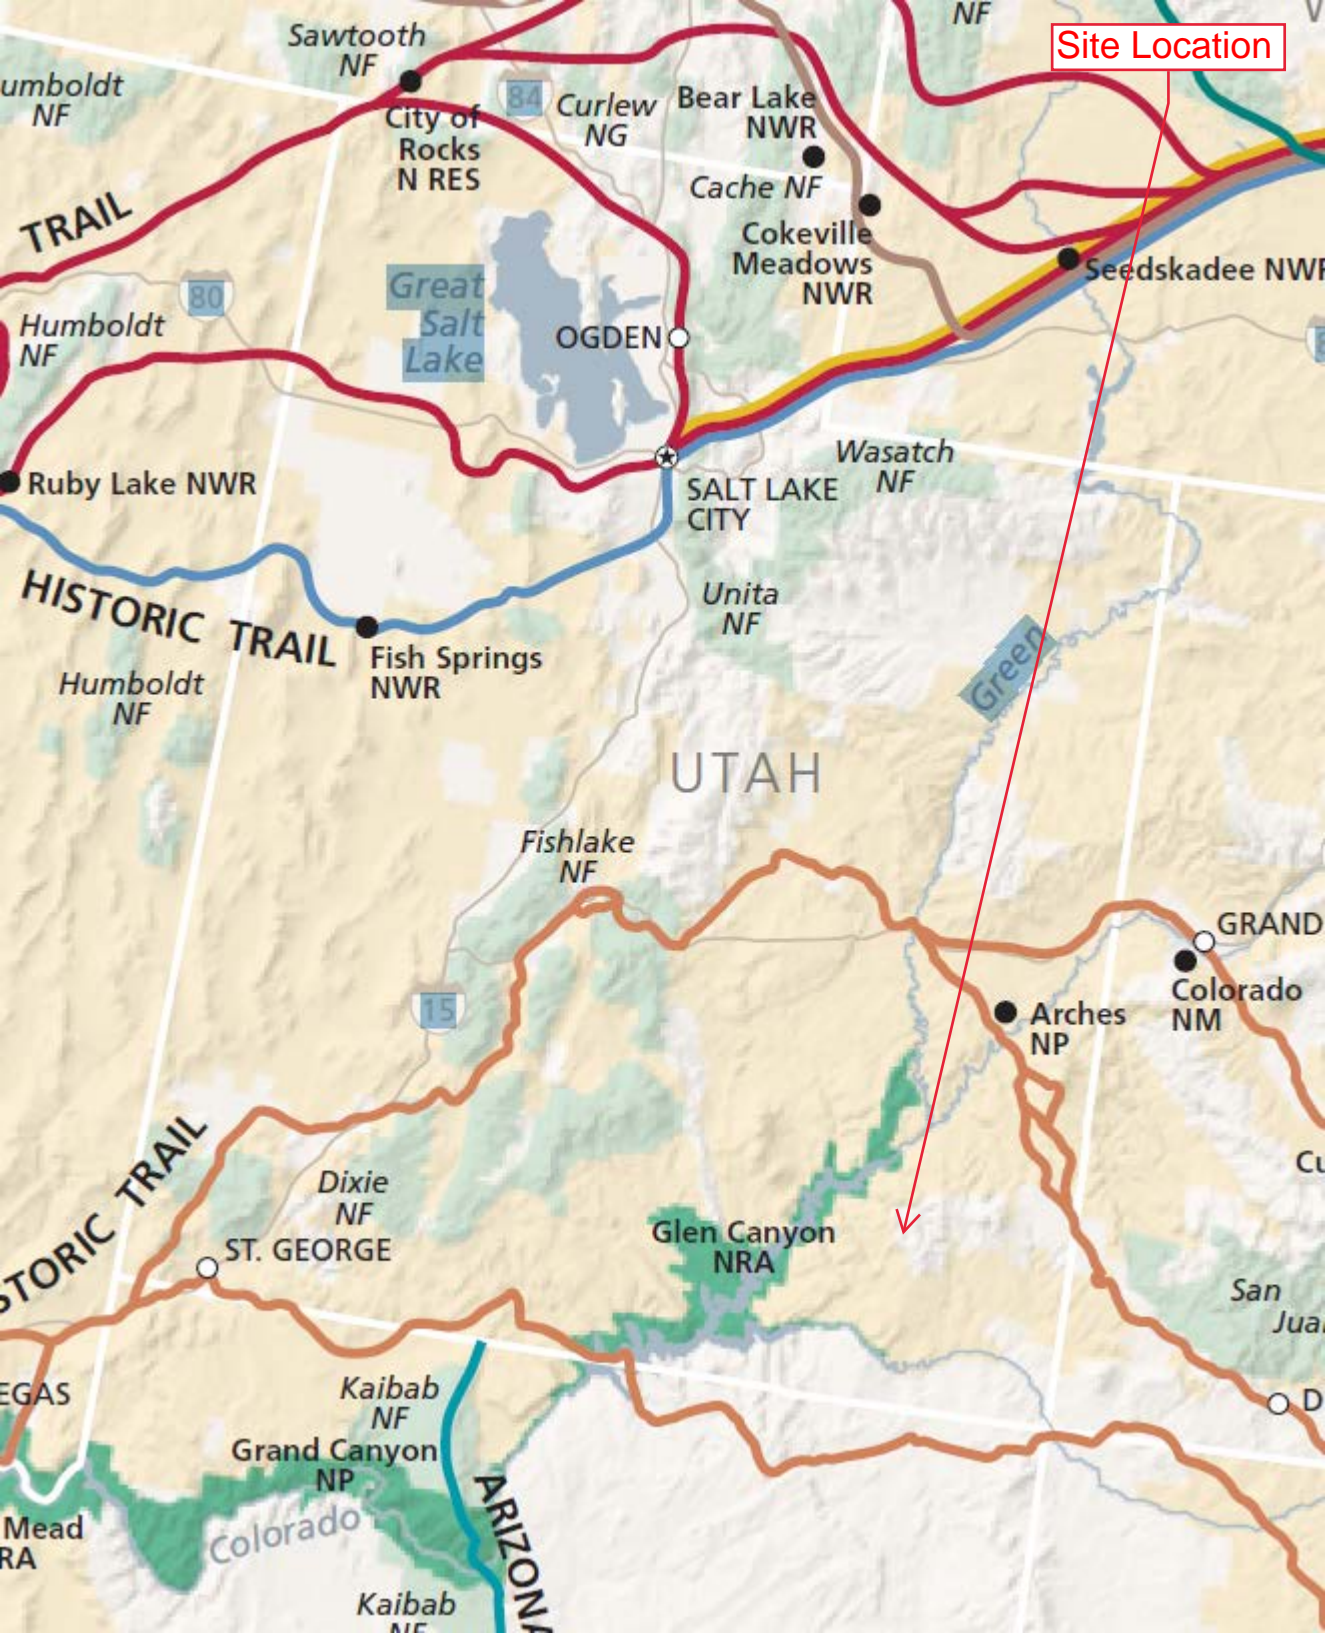 NF
Site Location
Sawtooth
NF
umboldt
NF
84
Curlew
NG
Bear Lake
NWR
City of
Rocks
N RES
Cache NF
TRAIL
Cokeville
Meadows
NWR
Seedskadee NWR
80
Great
Salt
Lake
Humboldt
NF
OGDEN
8
Wasatch
NF
Ruby Lake NWR
SALT LAKE
CITY
HISTORIC TRAIL
Unita
NF
Fish Springs
NWR
Green
Humboldt
NF
UTAH
Fishlake
NF
GRAND
Colorado
NM
15
Arches
NP
STORIC TRAIL
Cu
Dixie
NF
Glen Canyon
NRA
ST. GEORGE
San
Jua
EGAS
Kaibab
NF
D
Grand Canyon
NP
ARIZONA
Mead
RA
Colorado
Kaibab
NF